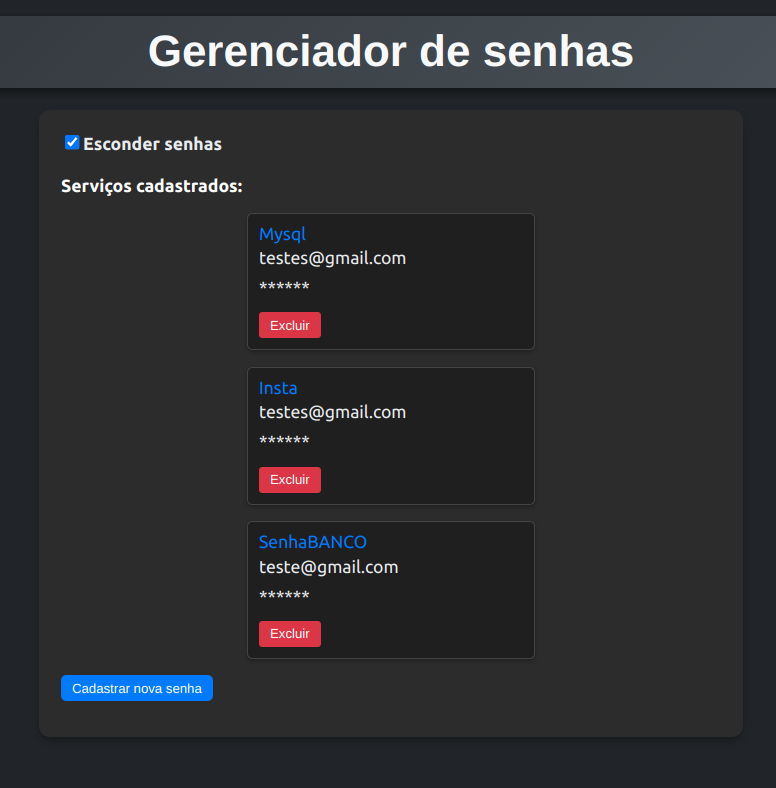 Gerenciador de senhas
Esconder senhas
Serviços cadastrados:
Mysql
testes@gmail.com
******
Excluir
Insta
testes@gmail.com
******
Excluir
SenhaBANCO
teste@gmail.com
******
Excluir
Cadastrar nova senha